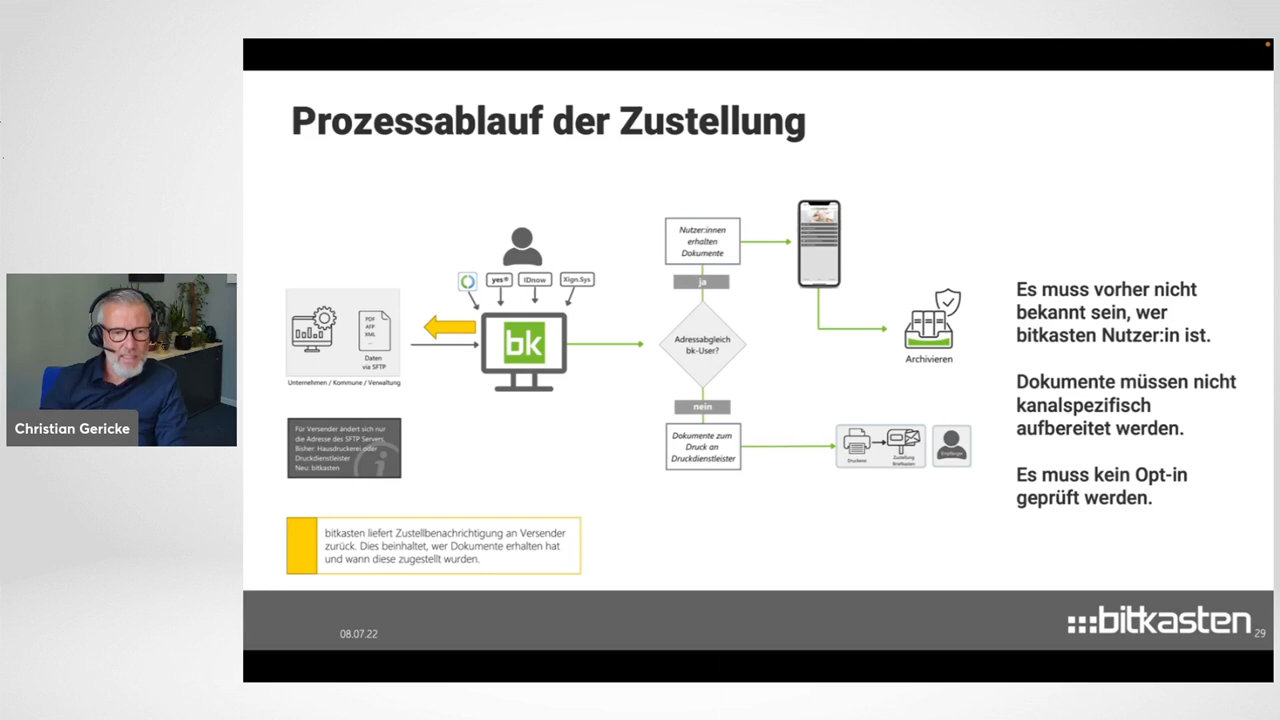 Prozessablauf der Zustellung
yes®
IDnow
Xign.Sys
PDF
AFP
XML
...
Daten
via SFTP
Unternehmen / Kommune / Verwaltung
bk
Für Versender ändert sich nur
die Adresse des SFTP Servers.
Bisher: Hausdruckerei oder
Druckdienstleister
Neu: bitkasten
i
bitkasten liefert Zustellbenachrichtigung an Versender
zurück. Dies beinhaltet, wer Dokumente erhalten hat
und wann diese zugestellt wurden.
Nutzer:innen
erhalten
Dokumente
ja
Adressabgleich
bk-User?
nein
Dokumente zum
Druck an
Druckdienstleister
Archivieren
Druckerei
Zustellung
Briefkasten
Empfänger
Es muss vorher nicht
bekannt sein, wer
bitkasten Nutzer:in ist.
Dokumente müssen nicht
kanalspezifisch
aufbereitet werden.
Es muss kein Opt-in
geprüft werden.
Christian Gericke
08.07.22
bitkasten
29